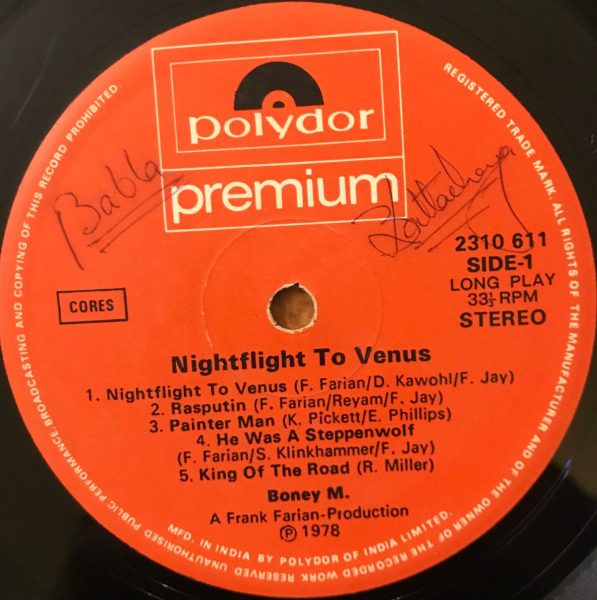 polydor
premium
Babla
Bhattacharya
CORES
2310 611
SIDE-1
LONG PLAY
33⅓ RPM
STEREO
Nightflight To Venus
1. Nightflight To Venus (F. Farian/D. Kawohl/F. Jay)
2. Rasputin (F. Farian/Reyam/F. Jay)
3. Painter Man (K. Pickett/E. Phillips)
4. He Was A Steppenwolf
(F. Farian/S. Klinkhammer/F. Jay)
5. King Of The Road (R. Miller)
Boney M.
A Frank Farian-Production
Ⓟ 1978
MFD. IN INDIA BY POLYDOR OF INDIA LIMITED.
REGISTERED TRADE MARK. ALL RIGHTS OF THE MANUFACTURER AND OF THE OWNER OF THE RECORDED WORK RESERVED. UNAUTHORISED PUBLIC PERFORMANCE, BROADCASTING AND COPYING OF THIS RECORD PROHIBITED.